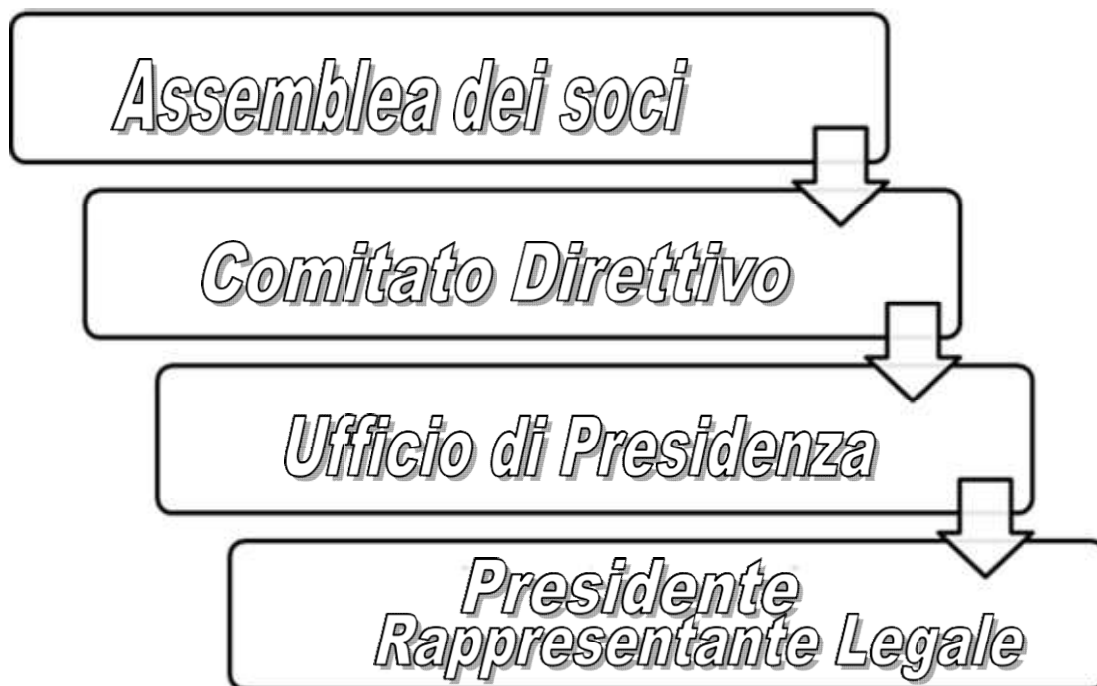 Assemblea dei soci
Comitato Direttivo
Ufficio di Presidenza
Presidente
Rappresentante Legale